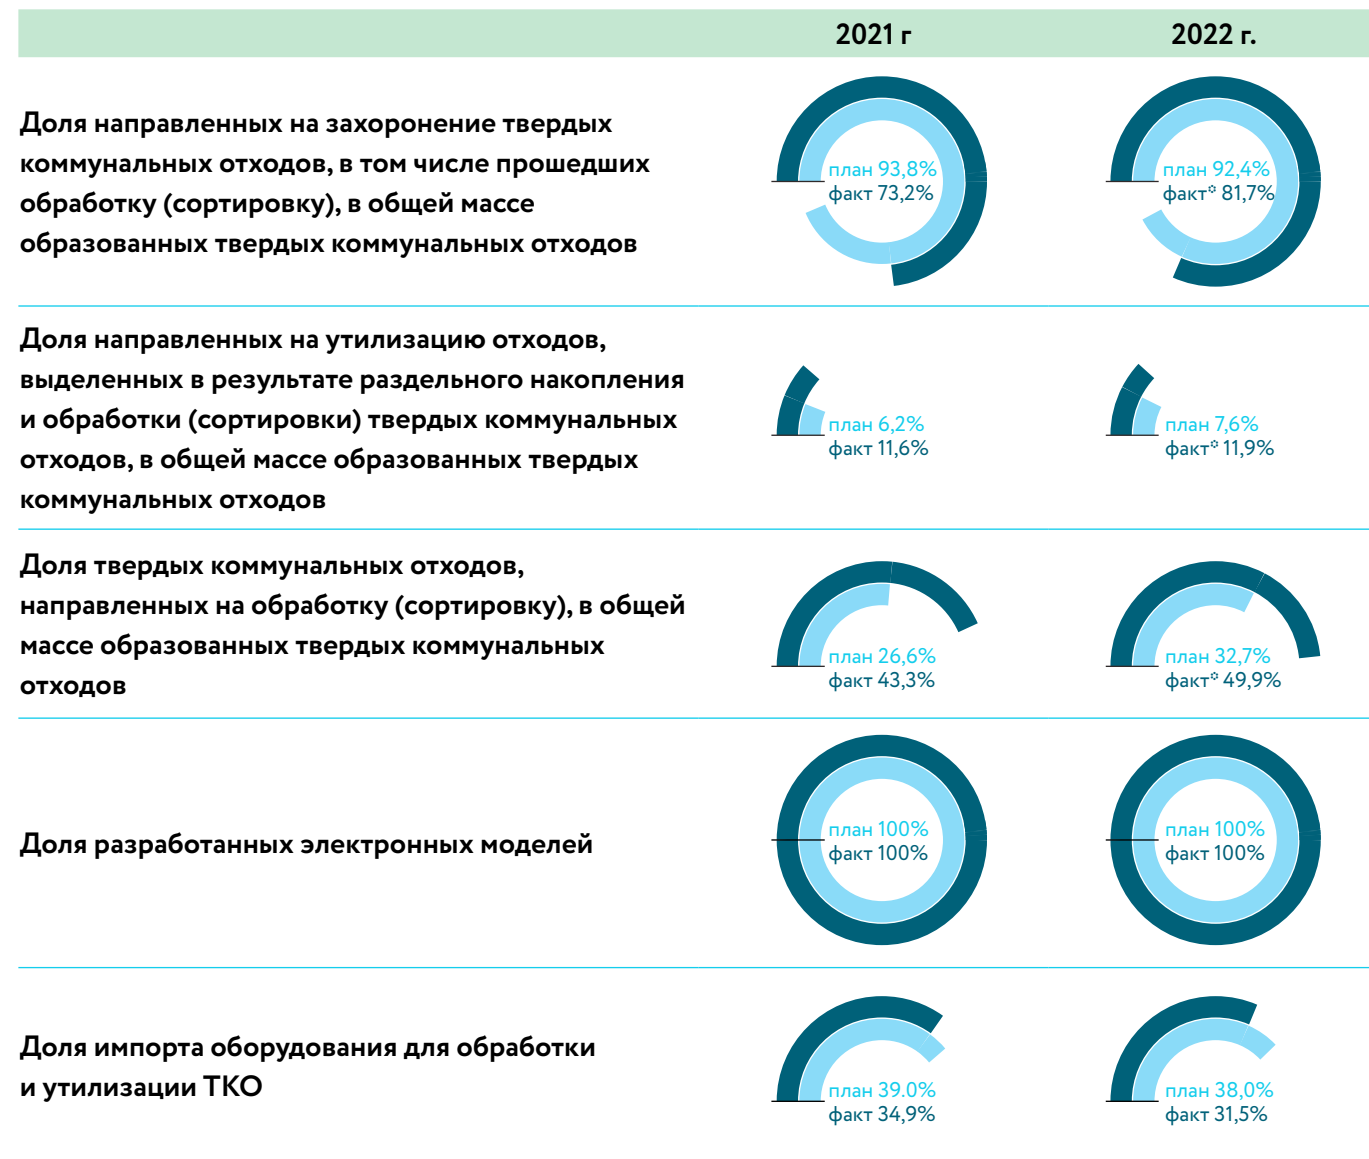 2021 г
2022 г.
Доля направленных на захоронение твердых
коммунальных отходов, в том числе прошедших
обработку (сортировку), в общей массе
образованных твердых коммунальных отходов
план 93,8%
факт 73,2%
план 92,4%
факт* 81,7%
Доля направленных на утилизацию отходов,
выделенных в результате раздельного накопления
и обработки (сортировки) твердых коммунальных
отходов, в общей массе образованных твердых
коммунальных отходов
план 6,2%
факт 11,6%
план 7,6%
факт* 11,9%
Доля твердых коммунальных отходов,
направленных на обработку (сортировку), в общей
массе образованных твердых коммунальных
отходов
план 26,6%
факт 43,3%
план 32,7%
факт* 49,9%
Доля разработанных электронных моделей
план 100%
факт 100%
план 100%
факт 100%
Доля импорта оборудования для обработки
и утилизации ТКО
план 39.0%
факт 34,9%
план 38,0%
факт 31,5%